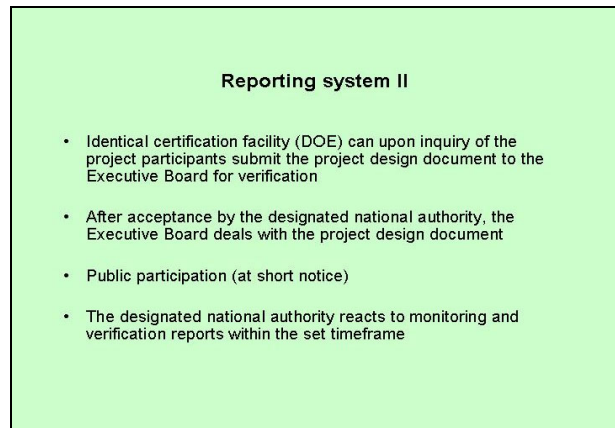 Reporting system II
• Identical certification facility (DOE) can upon inquiry of the
project participants submit the project design document to the
Executive Board for verification
• After acceptance by the designated national authority, the
Executive Board deals with the project design document
• Public participation (at short notice)
• The designated national authority reacts to monitoring and
verification reports within the set timeframe